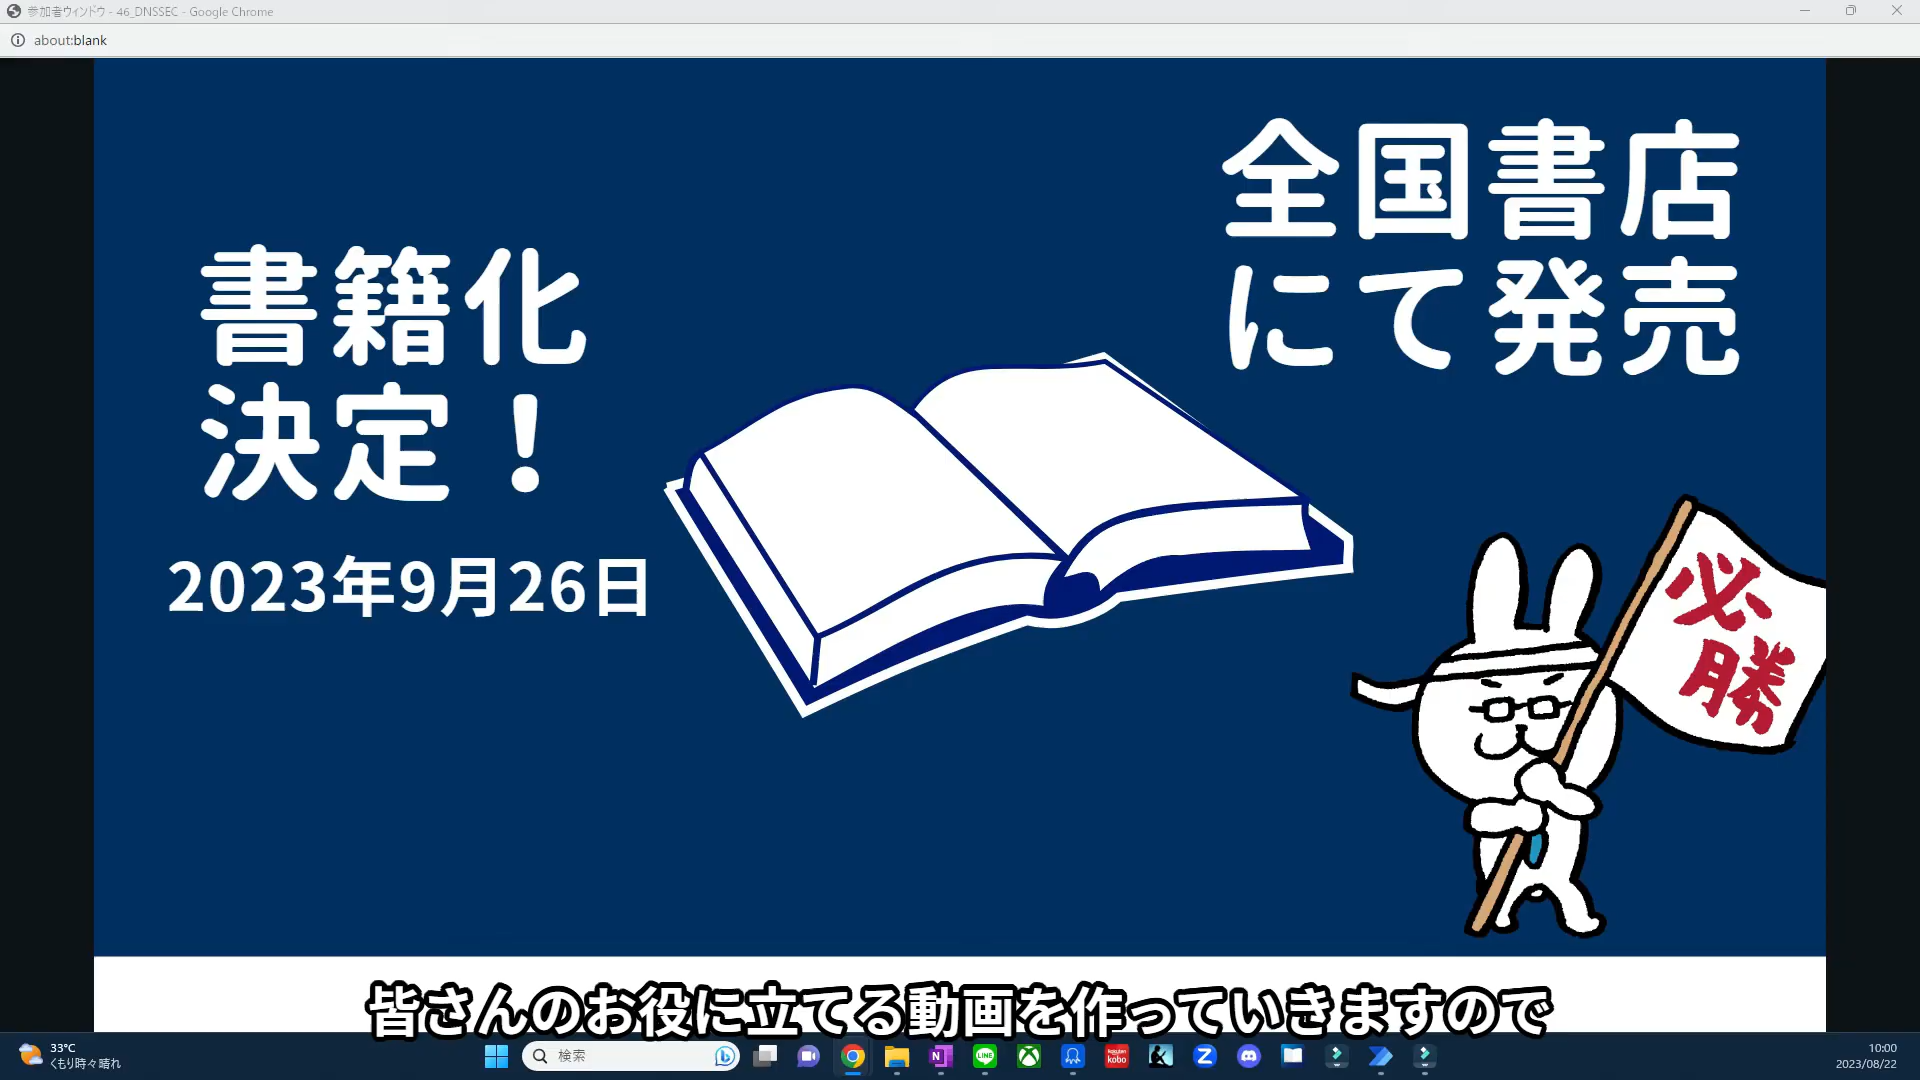 参加者ウィンドウ - 46_DNSSEC - Google Chrome
about:blank
全国書店
にて発売
書籍化
決定！
2023年9月26日
必勝
皆さんのお役に立てる動画を作っていきますので
33°C
くもり時々晴れ
検索
N
LINE
Rakuten
kobo
Z
10:00
2023/08/22